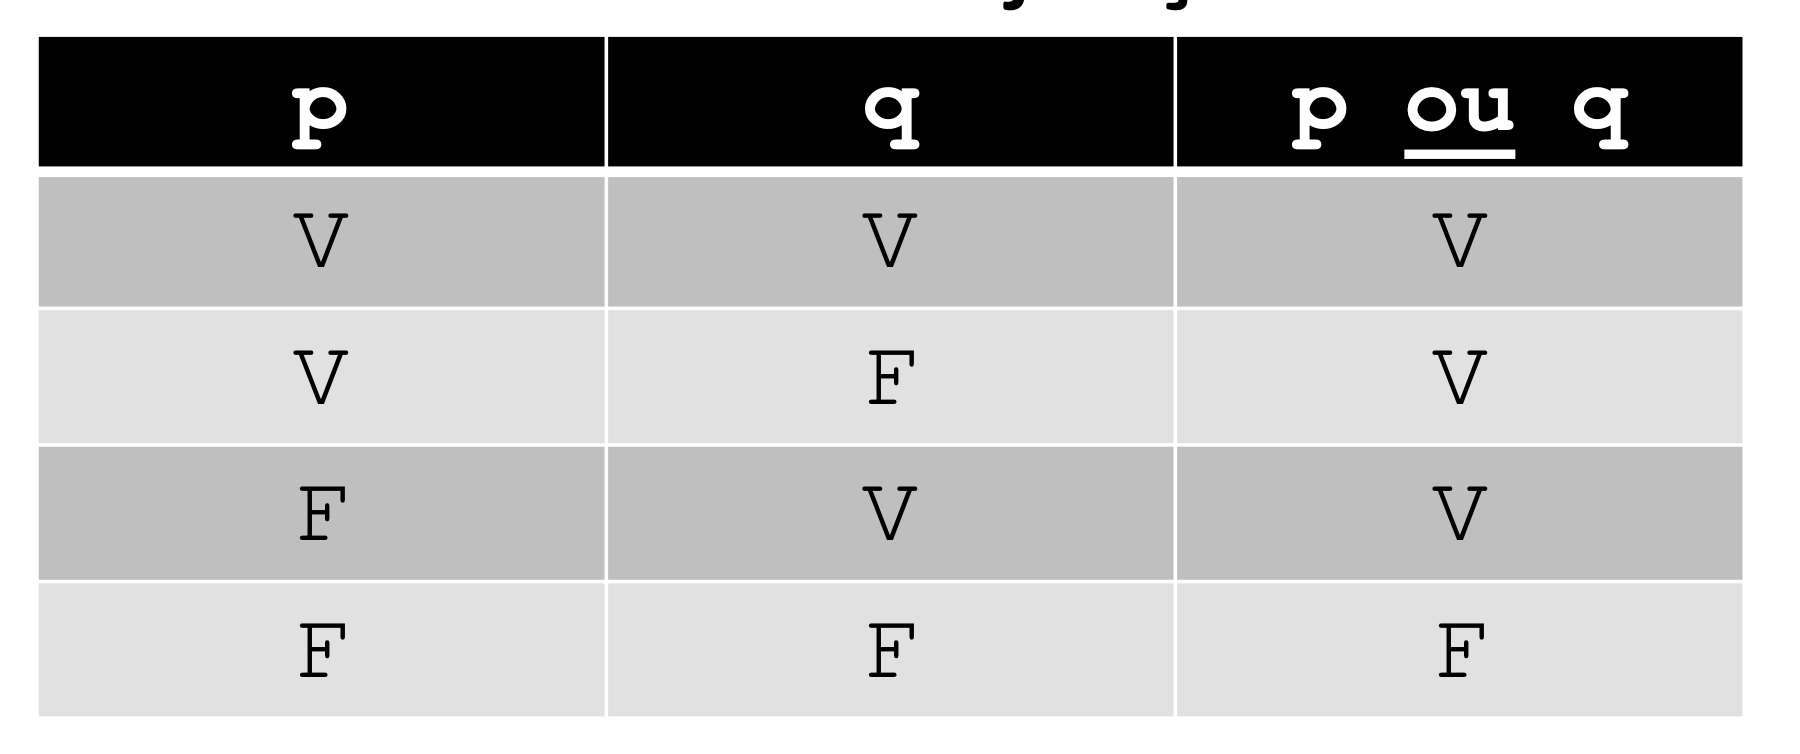 p q p ou q
V V V
V F V
F V V
F F F